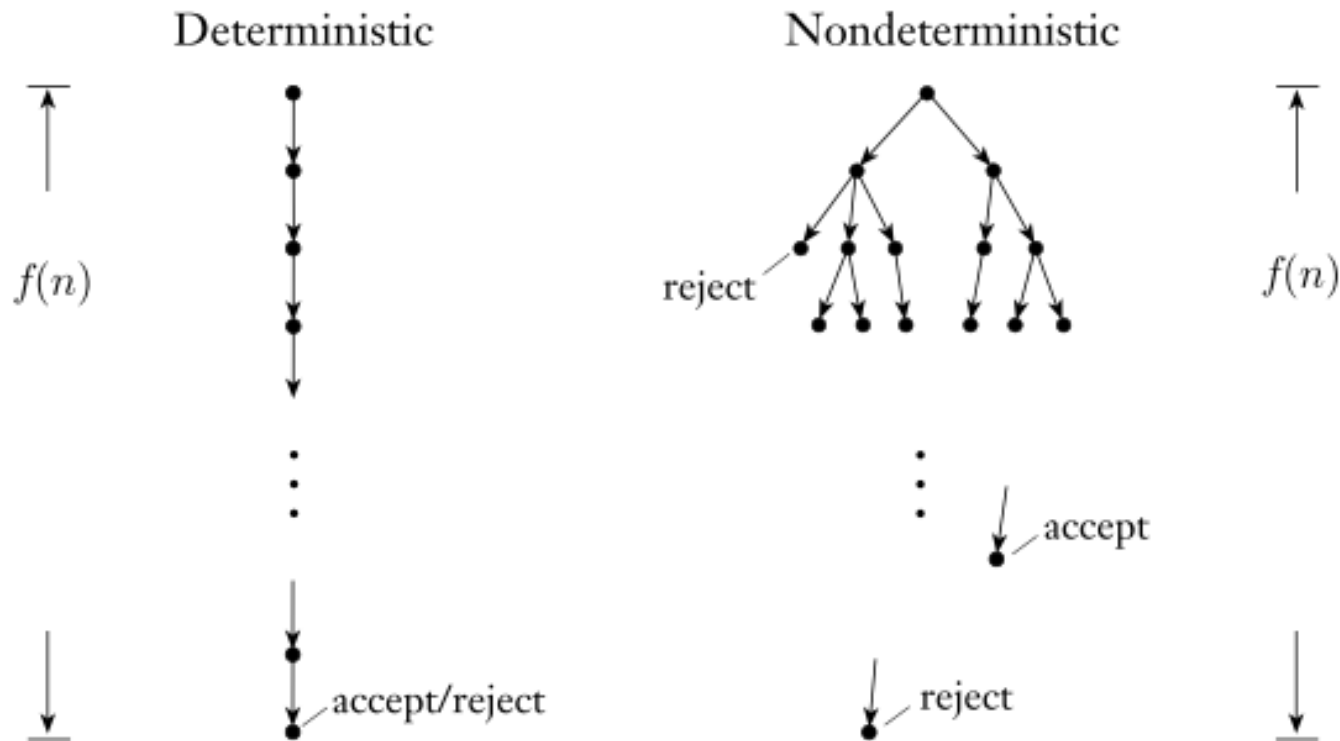 Deterministic
Nondeterministic
f(n)
reject
f(n)
accept
accept/reject
reject